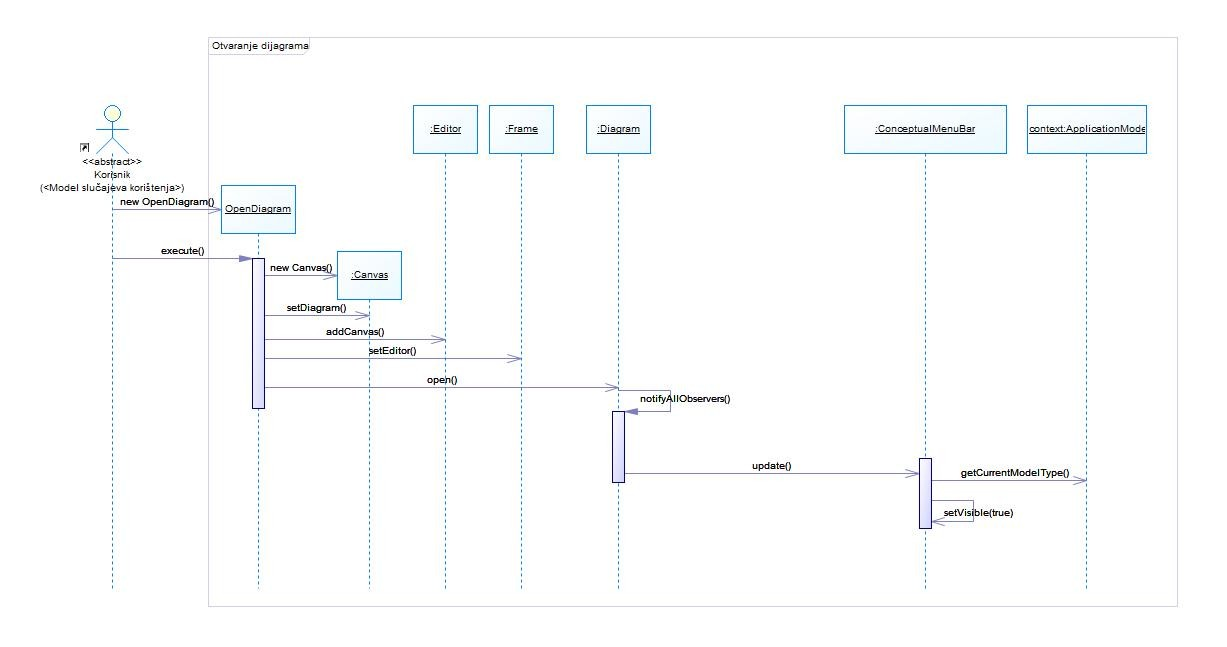 Otvaranje dijagrama
:Editor
:Frame
:Diagram
:ConceptualMenuBar
context:ApplicationMode
<<abstract>>
Korisnik
(<Model slučajeva korištenja>)
new OpenDiagram()
OpenDiagram
execute()
new Canvas()
:Canvas
setDiagram()
addCanvas()
setEditor()
open()
notifyAllObservers()
update()
getCurrentModelType()
setVisible(true)